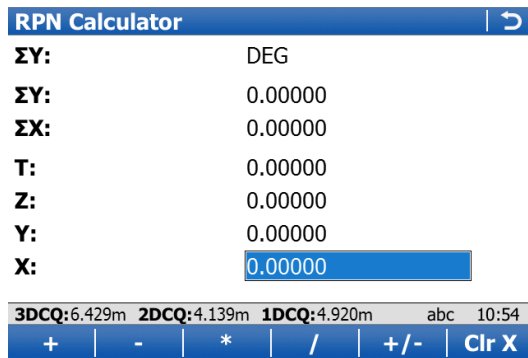 RPN Calculator
ΣY: DEG
ΣY: 0.00000
ΣX: 0.00000
T: 0.00000
Z: 0.00000
Y: 0.00000
X: 0.00000
3DCQ:6.429m 2DCQ:4.139m 1DCQ:4.920m abc 10:54
+ - * / +/- Clr X